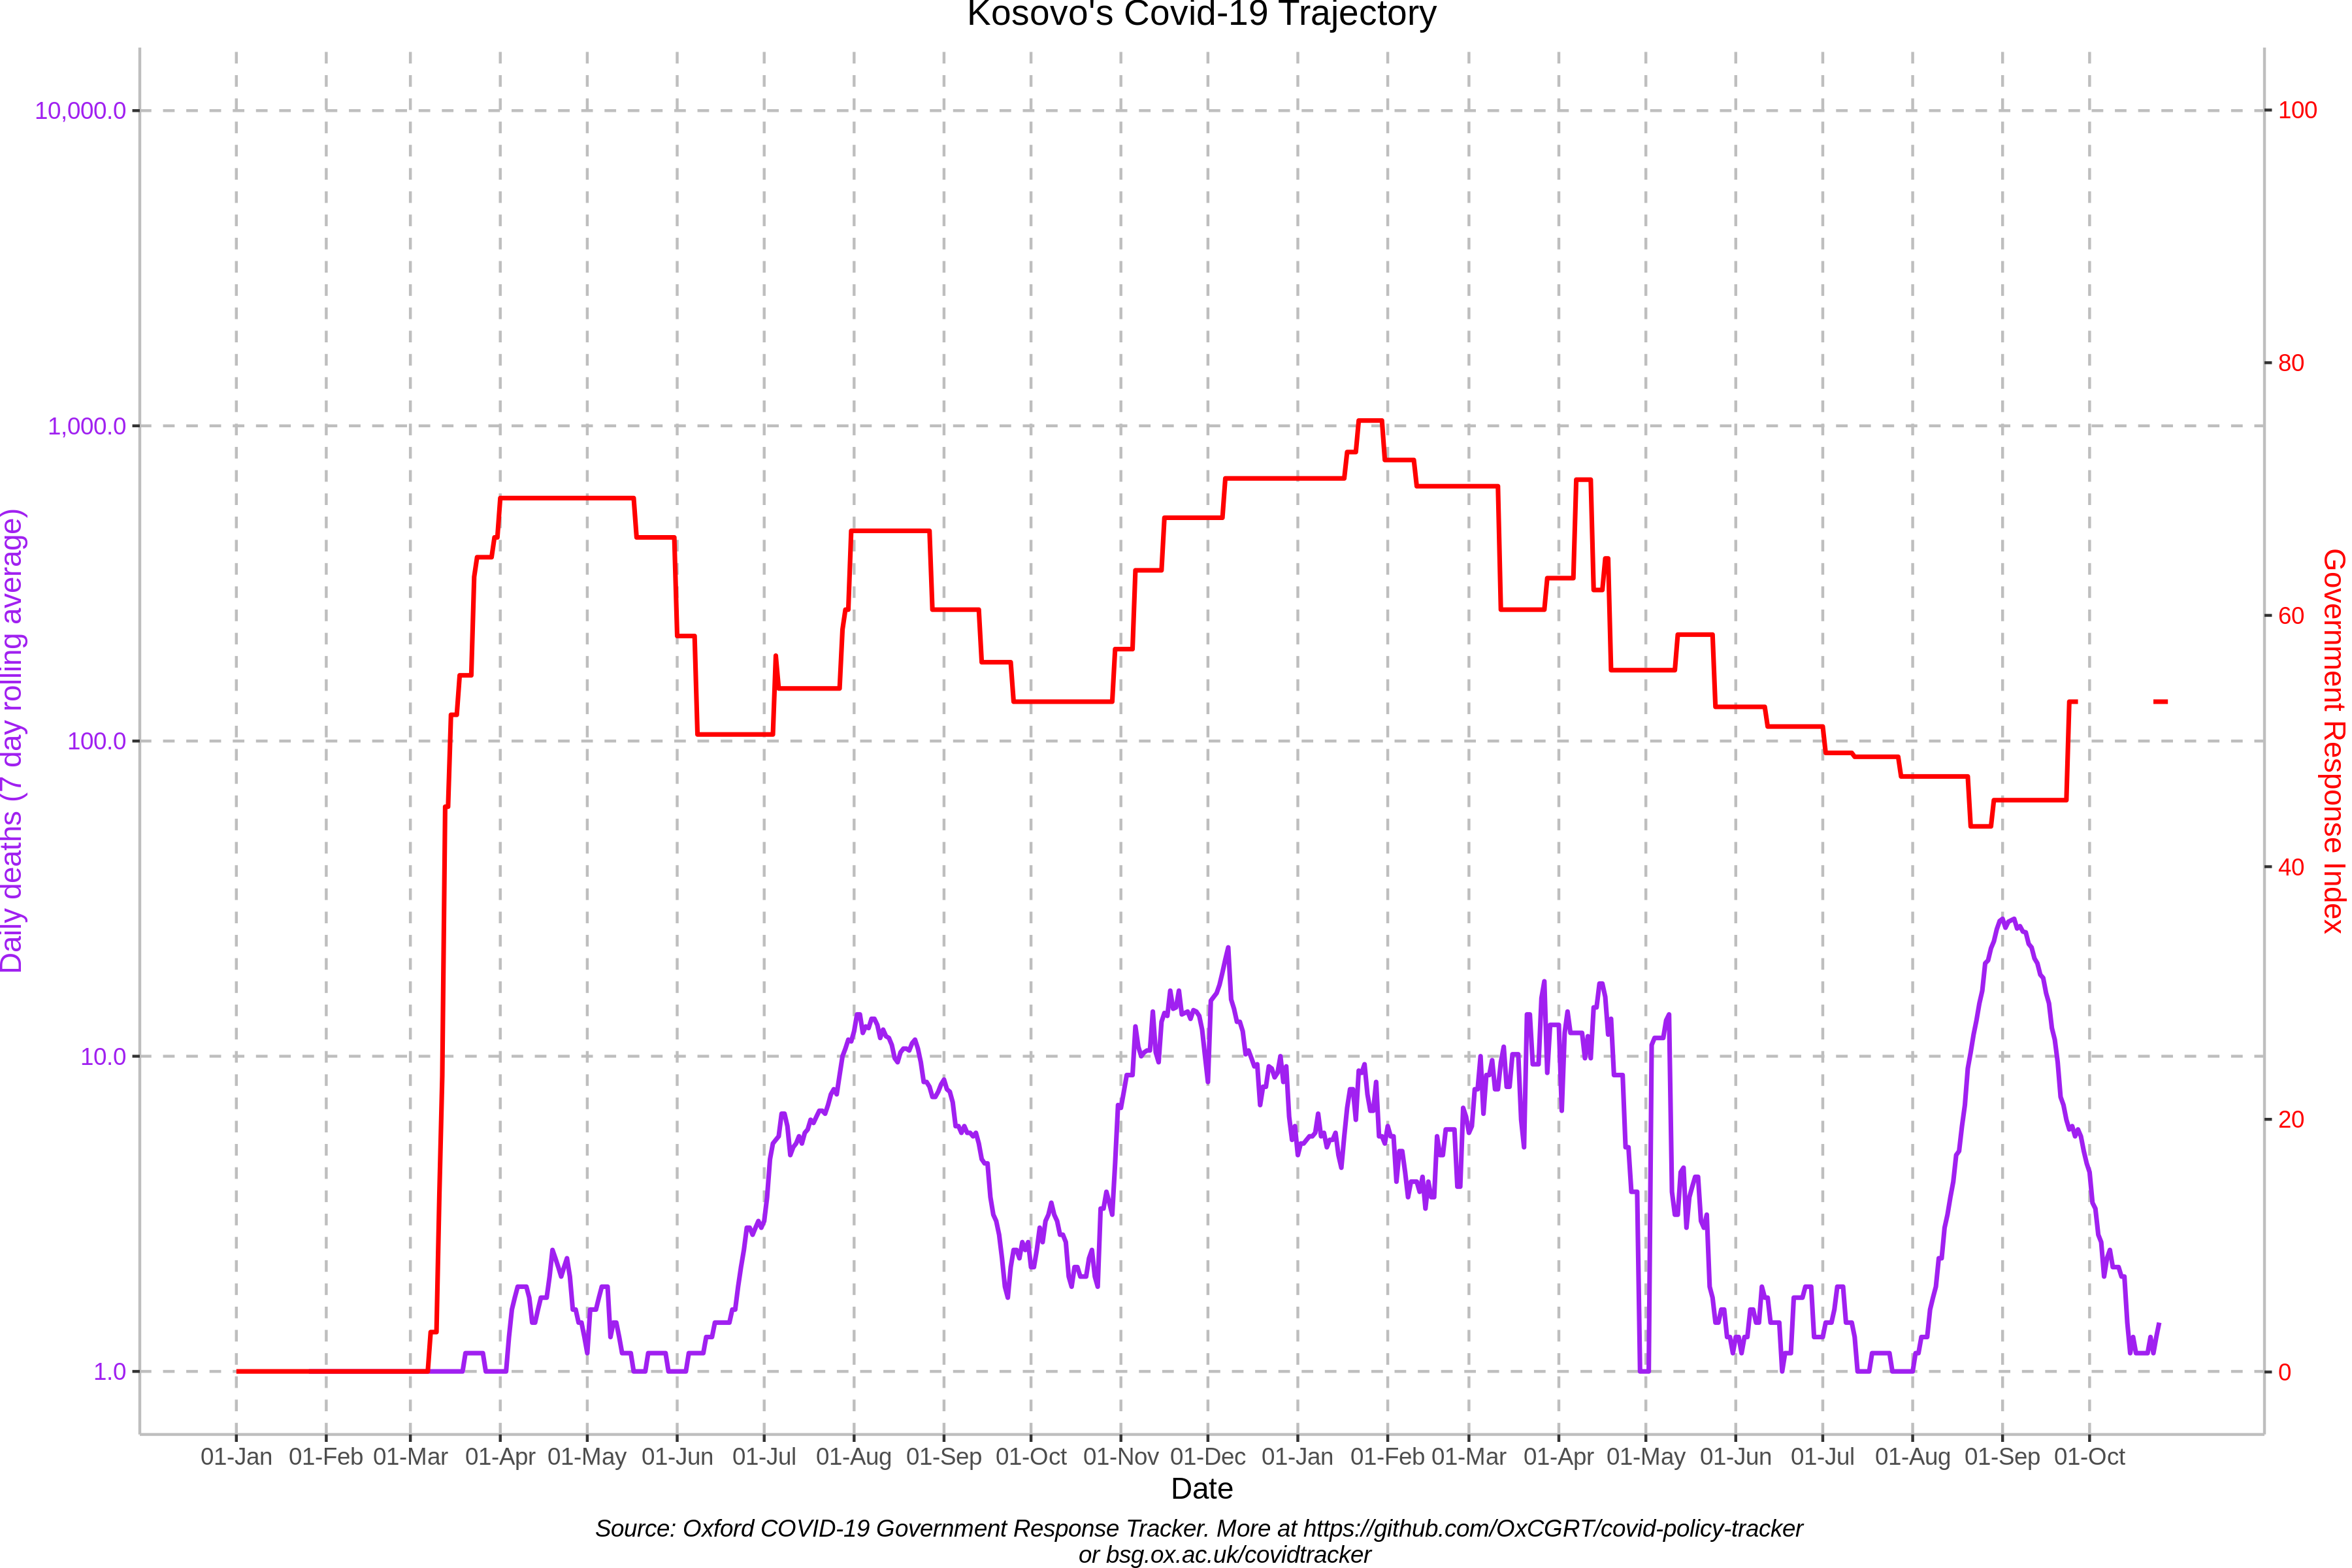 Kosovo's Covid-19 Trajectory
10,000.0
1,000.0
100.0
10.0
1.0
Daily deaths (7 day rolling average)
100
80
60
40
20
0
Government Response Index
01-Jan 01-Feb 01-Mar 01-Apr 01-May 01-Jun 01-Jul 01-Aug 01-Sep 01-Oct 01-Nov 01-Dec 01-Jan 01-Feb 01-Mar 01-Apr 01-May 01-Jun 01-Jul 01-Aug 01-Sep 01-Oct
Date
Source: Oxford COVID-19 Government Response Tracker. More at https://github.com/OxCGRT/covid-policy-tracker
or bsg.ox.ac.uk/covidtracker